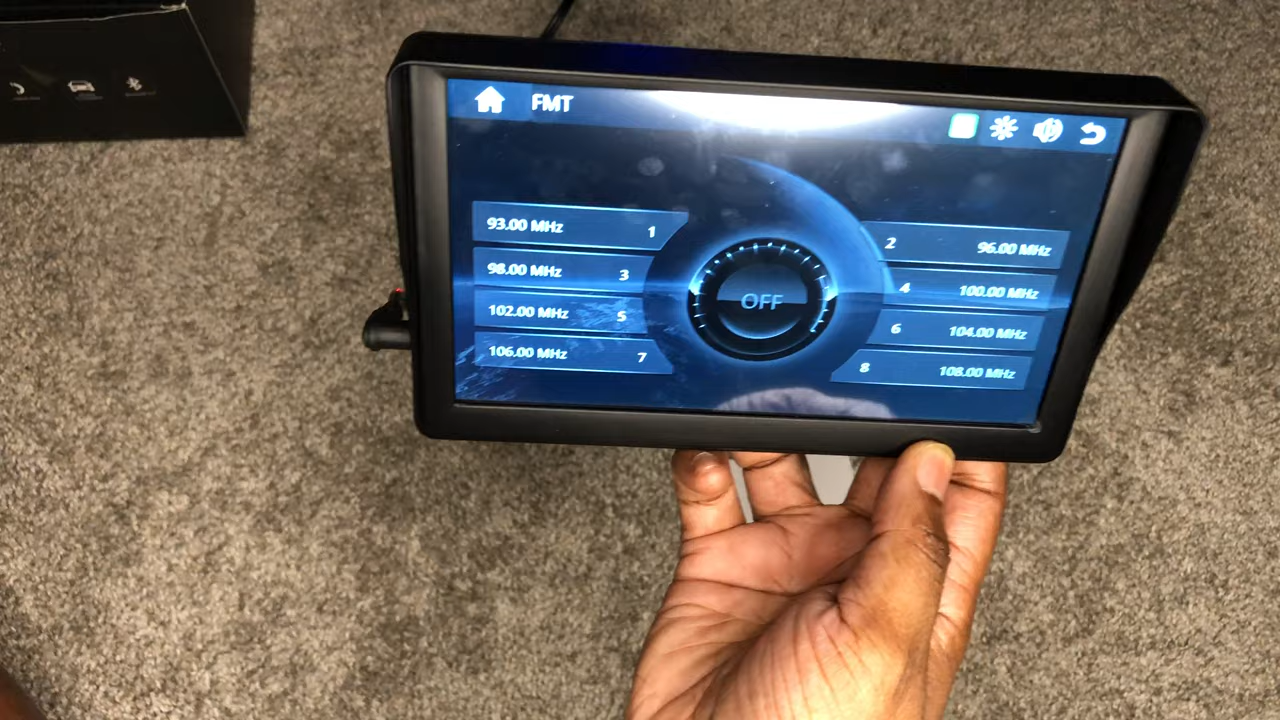 FMT
93.00 MHz 1
2 96.00 MHz
98.00 MHz 3
4 100.00 MHz
OFF
102.00 MHz 5
6 104.00 MHz
106.00 MHz 7
8 108.00 MHz